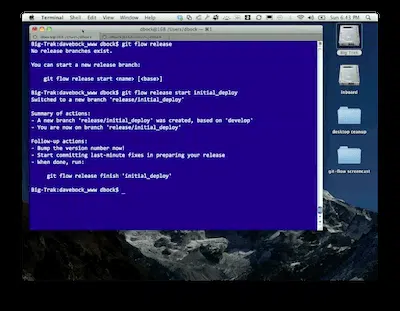 Terminal Shell Edit View Window Help
Sun 6:43 PM
Big-Trak:davebock_www dbock$ git flow release
No release branches exist.
You can start a new release branch:
git flow release start <name> [<base>]
Big-Trak:davebock_www dbock$ git flow release start initial_deploy
Switched to a new branch 'release/initial_deploy'
Summary of actions:
- A new branch 'release/initial_deploy' was created, based on 'develop'
- You are now on branch 'release/initial_deploy'
Follow-up actions:
- Bump the version number now!
- Start committing last-minute fixes in preparing your release
- When done, run:
git flow release finish 'initial_deploy'
Big-Trak:davebock_www dbock$ _
Big Trak
inboard
desktop cleanup
git-flow screencast